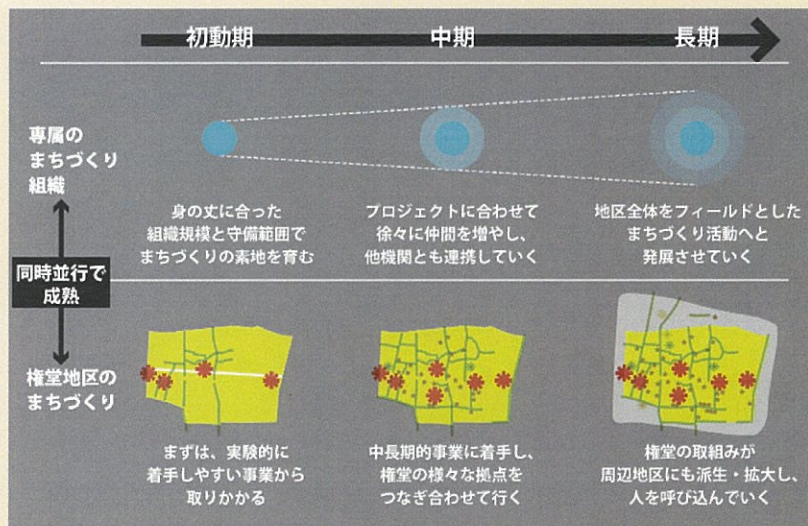 初動期
中期
長期
専属の
まちづくり
組織
身の丈に合った
組織規模と守備範囲で
まちづくりの素地を育む
プロジェクトに合わせて
徐々に仲間を増やし、
他機関とも連携していく
地区全体をフィールドとした
まちづくり活動へと
発展させていく
同時並行で
成熟
権堂地区の
まちづくり
まずは、実験的に
着手しやすい事業から
取りかかる
中長期的事業に着手し、
権堂の様々な拠点を
つなぎ合わせて行く
権堂の取組みが
周辺地区にも派生・拡大し、
人を呼び込んでいく